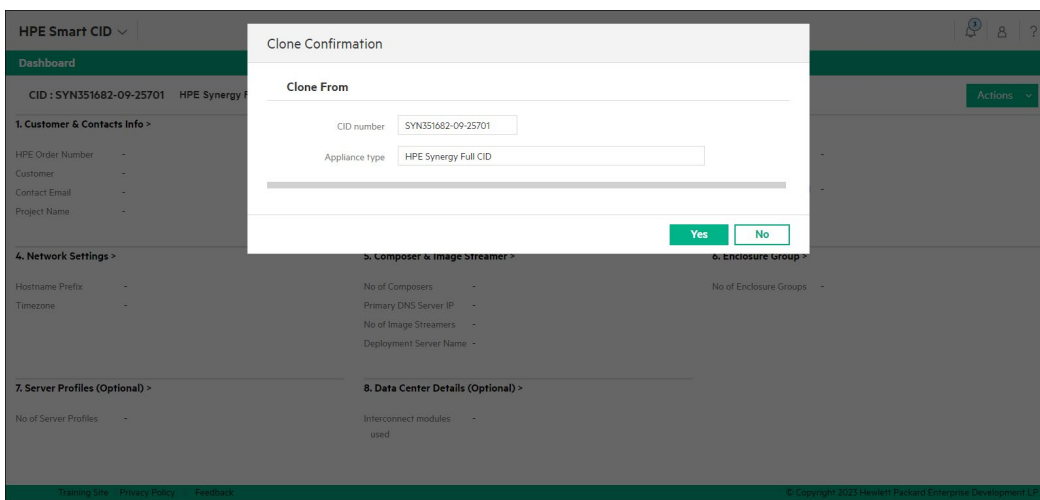 HPE Smart CID
3
?
Clone Confirmation
Dashboard
CID : SYN351682-09-25701 HPE Synergy F
Actions
Clone From
CID number SYN351682-09-25701
Appliance type HPE Synergy Full CID
Yes No
1. Customer & Contacts Info >
HPE Order Number -
Customer -
Contact Email -
Project Name -
-
-
4. Network Settings >
Hostname Prefix -
Timezone -
5. Composer & Image Streamer >
No of Composers -
Primary DNS Server IP -
No of Image Streamers -
Deployment Server Name -
6. Enclosure Group >
No of Enclosure Groups -
7. Server Profiles (Optional) >
No of Server Profiles -
8. Data Center Details (Optional) >
Interconnect modules -
used
Training Site Privacy Policy Feedback
© Copyright 2023 Hewlett Packard Enterprise Development LP